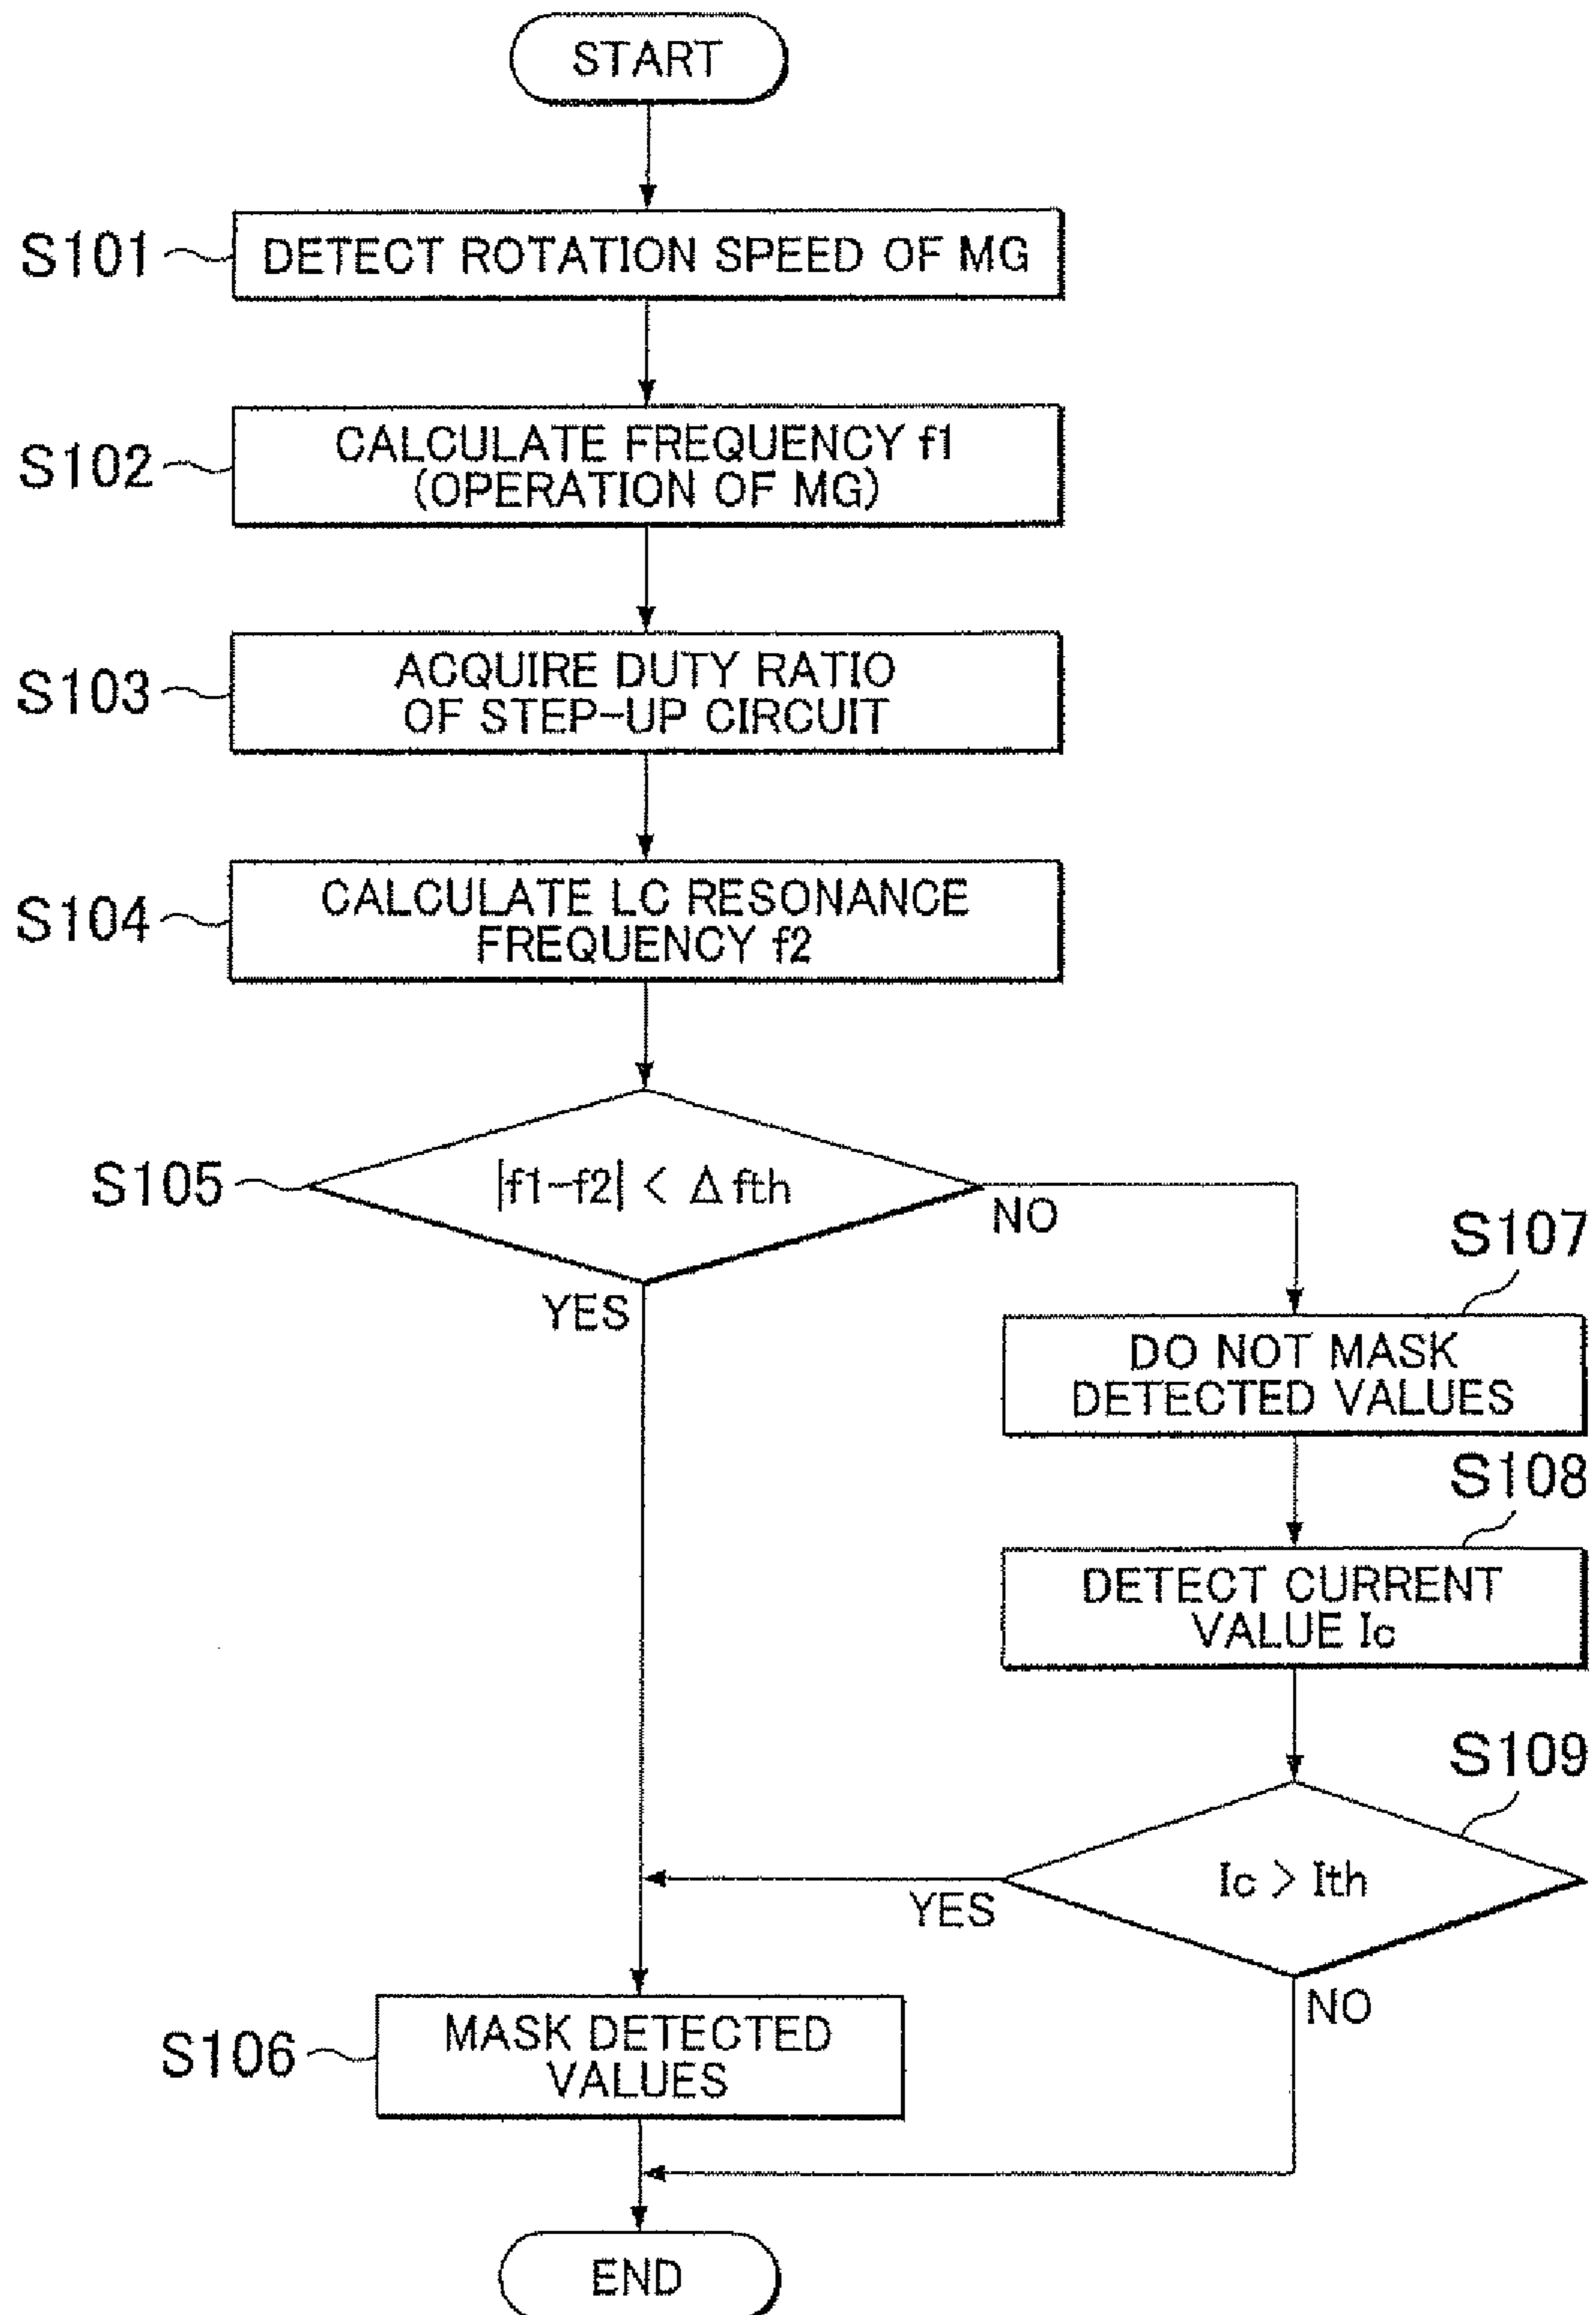 START
S101
DETECT ROTATION SPEED OF MG
S102
CALCULATE FREQUENCY f1
(OPERATION OF MG)
S103
ACQUIRE DUTY RATIO
OF STEP-UP CIRCUIT
S104
CALCULATE LC RESONANCE
FREQUENCY f2
S105
|f1-f2| < Δfth
NO
YES
S107
DO NOT MASK
DETECTED VALUES
S108
DETECT CURRENT
VALUE Ic
S109
Ic > Ith
YES
NO
S106
MASK DETECTED
VALUES
END